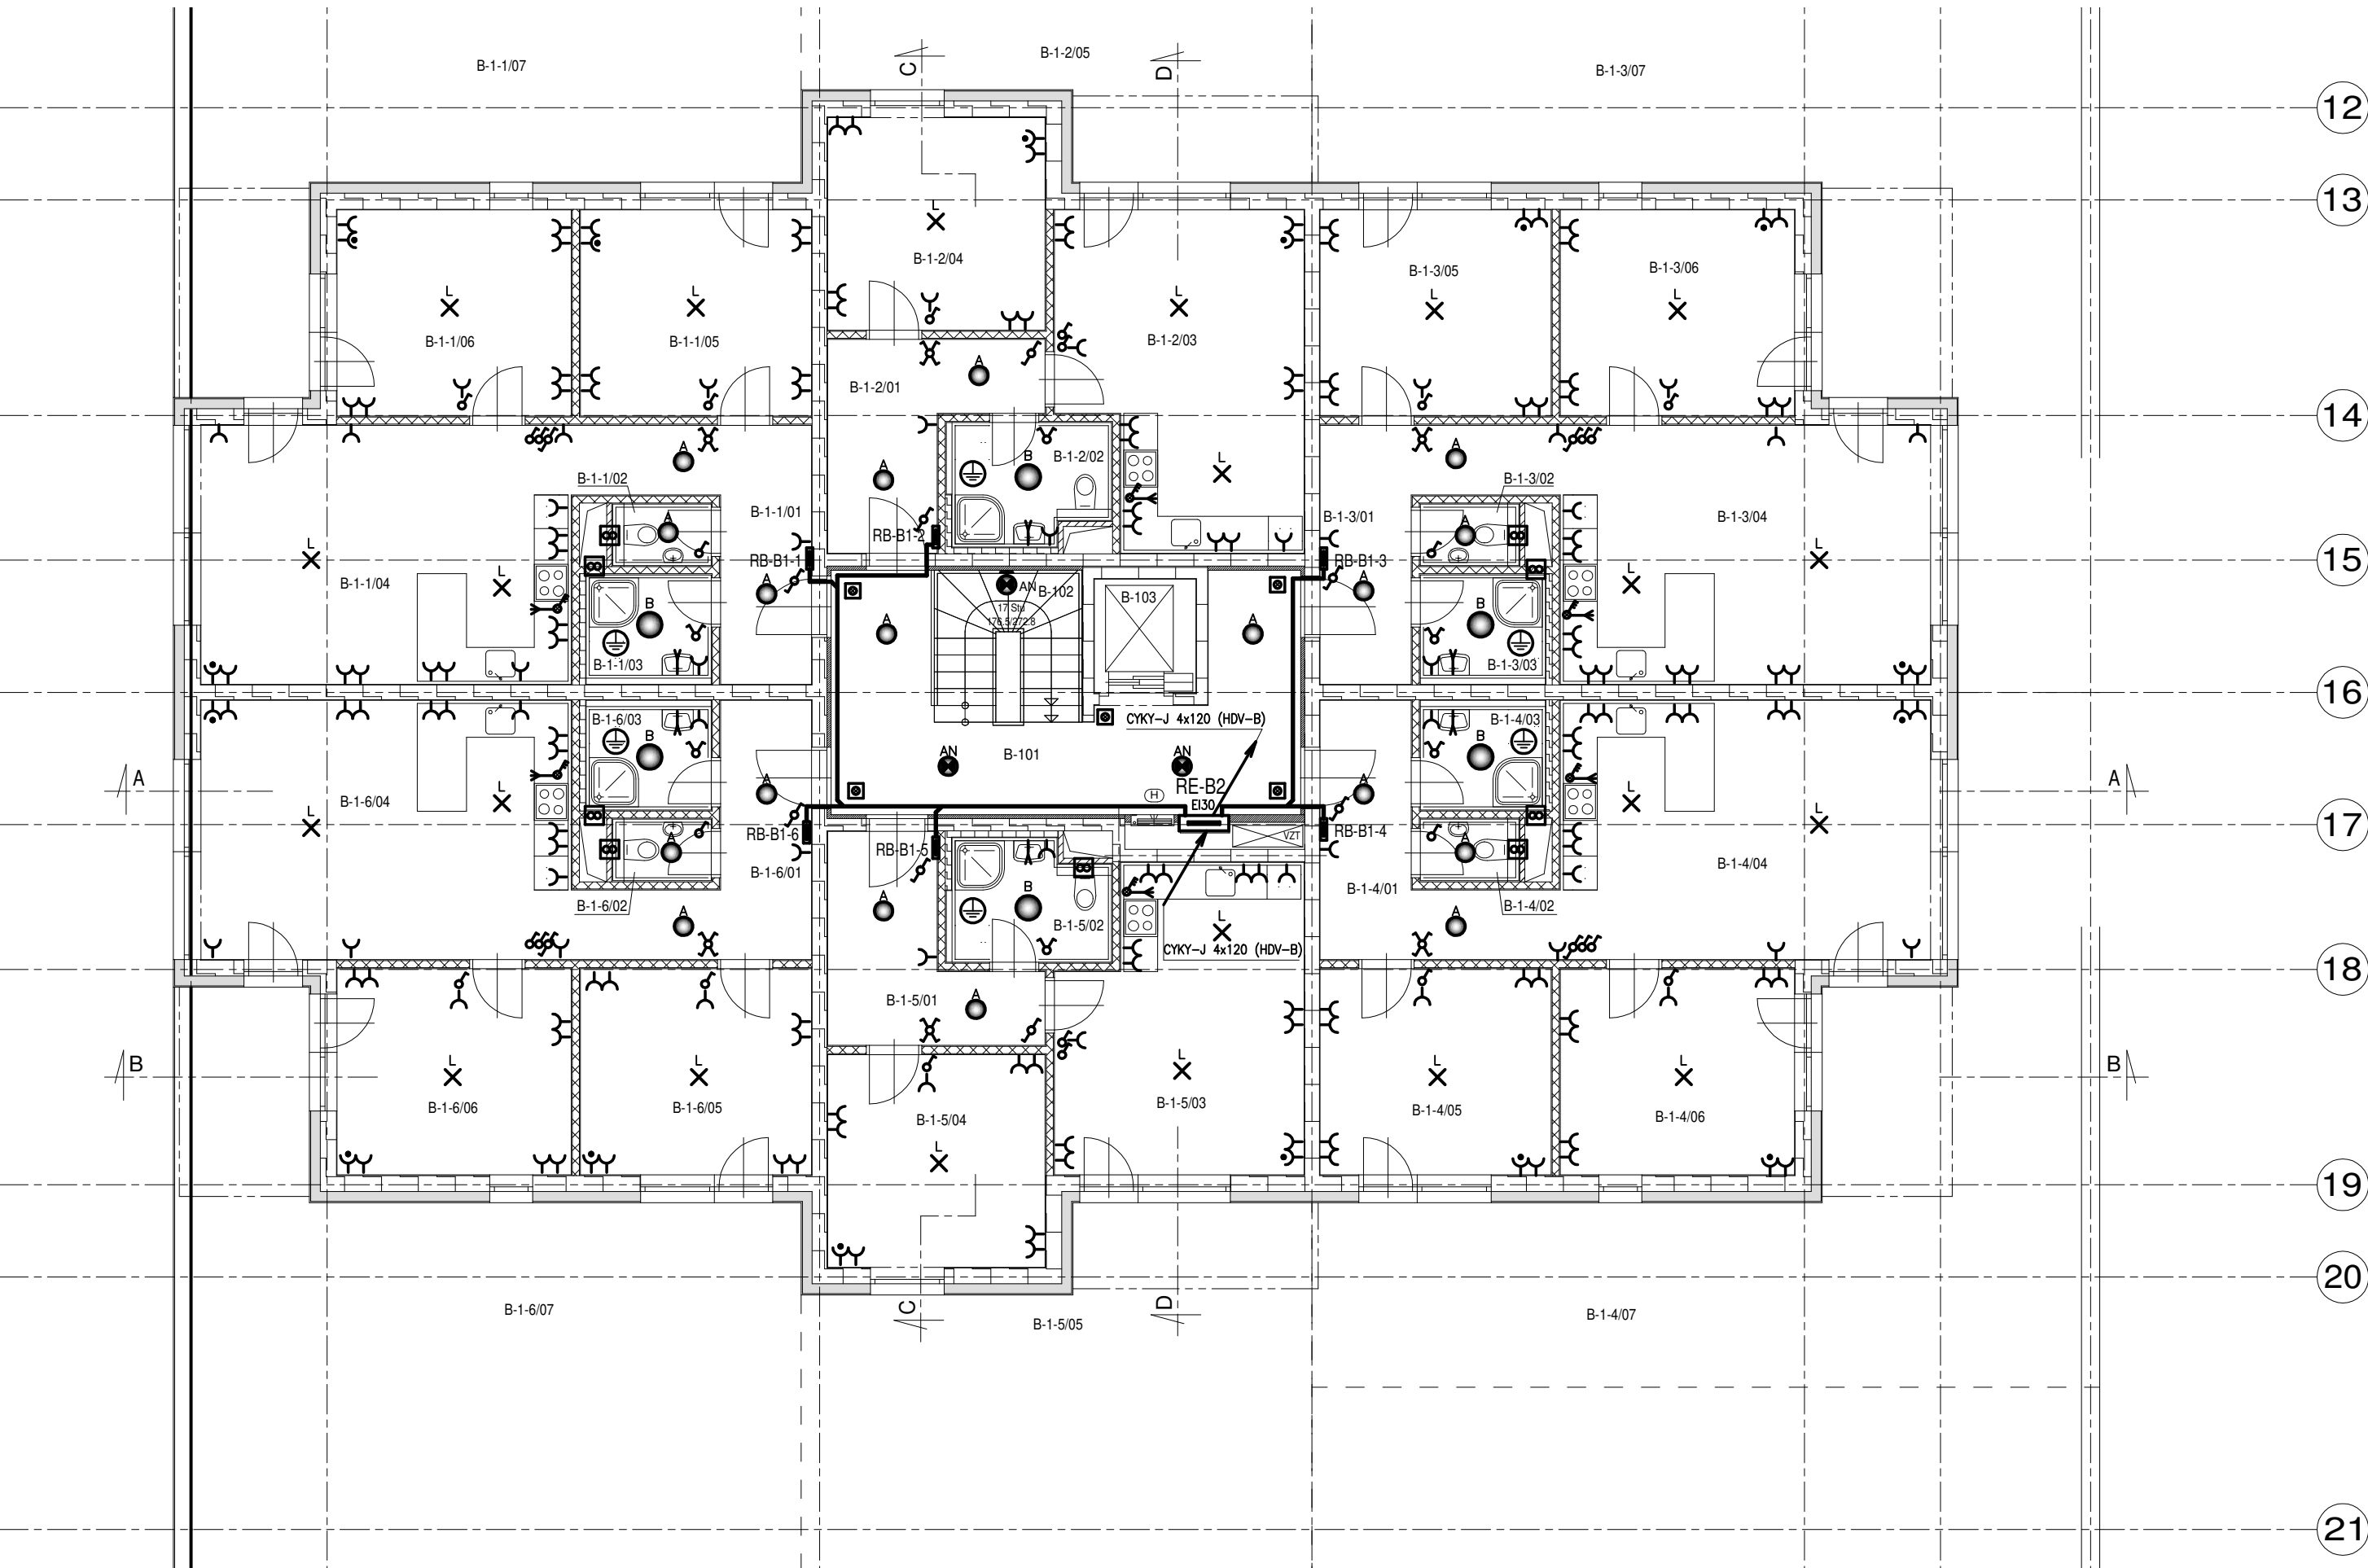 B-1-1/07
C
B-1-2/05
D
B-1-3/07
12
13
L
B-1-2/04
B-1-3/05
B-1-3/06
L
L
L
L
L
B-1-1/06
B-1-1/05
B-1-2/03
B-1-2/01
A
14
A
A
B-1-1/02
A
B
B-1-2/02
L
B-1-3/02
B-1-1/01
B-1-3/01
B-1-3/04
A
A
RB-B1-2
RB-B1-1
RB-B1-3
15
L
L
B-1-1/04
A
AN
B-102
B-103
A
L
L
17 Stu
176.5/272.8
B
A
A
B
B-1-1/03
B-1-3/03
16
B-1-6/03
CYKY-J 4x120 (HDV-B)
B-1-4/03
B
B-101
AN
AN
B
A
A
A
RE-B2
A
A
B-1-6/04
L
L
H
EI30
L
L
17
RB-B1-6
RB-B1-5
VZT
RB-B1-4
A
A
B-1-6/01
B-1-4/04
B-1-6/02
A
A
B
B-1-5/02
L
B-1-4/01
A
B-1-4/02
CYKY-J 4x120 (HDV-B)
18
B-1-5/01
A
B
L
L
L
L
L
B
B-1-6/06
B-1-6/05
B-1-5/04
B-1-5/03
B-1-4/05
B-1-4/06
L
19
20
B-1-6/07
C
D
B-1-5/05
B-1-4/07
21